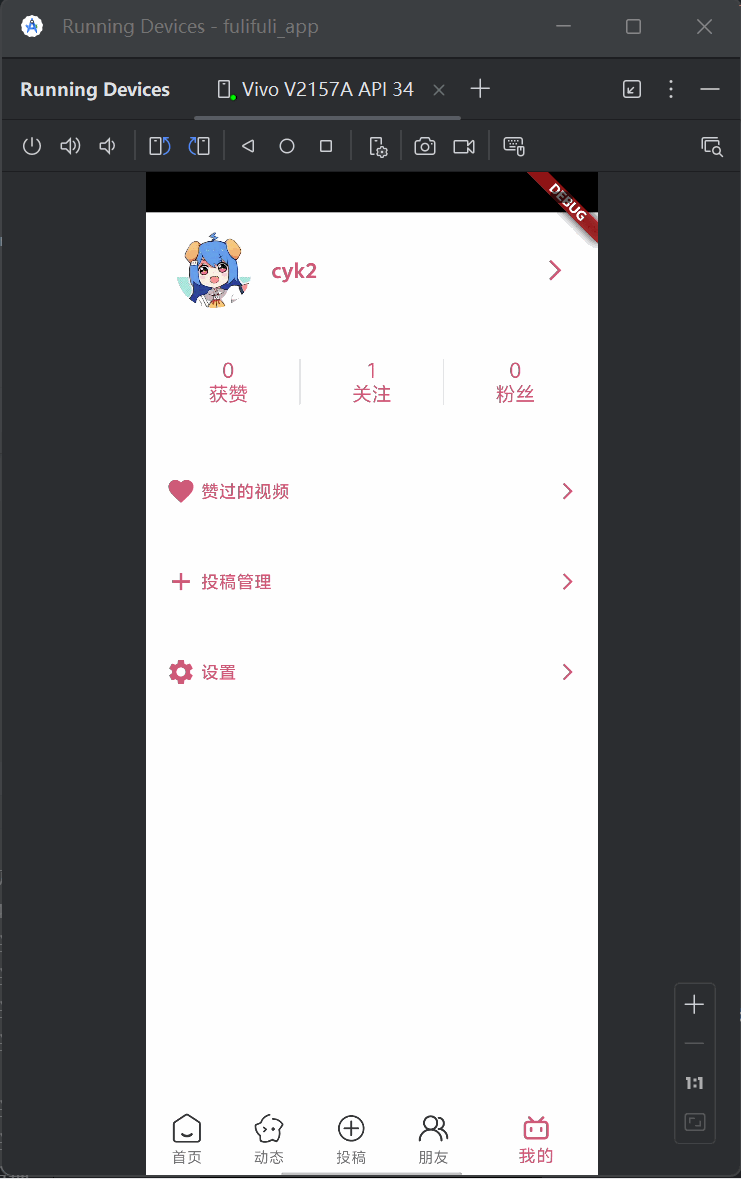 Running Devices - fulifuli_app
Running Devices
Vivo V2157A API 34
DEBUG
cyk2
0
获赞
1
关注
0
粉丝
赞过的视频
投稿管理
设置
1:1
首页
动态
投稿
朋友
我的